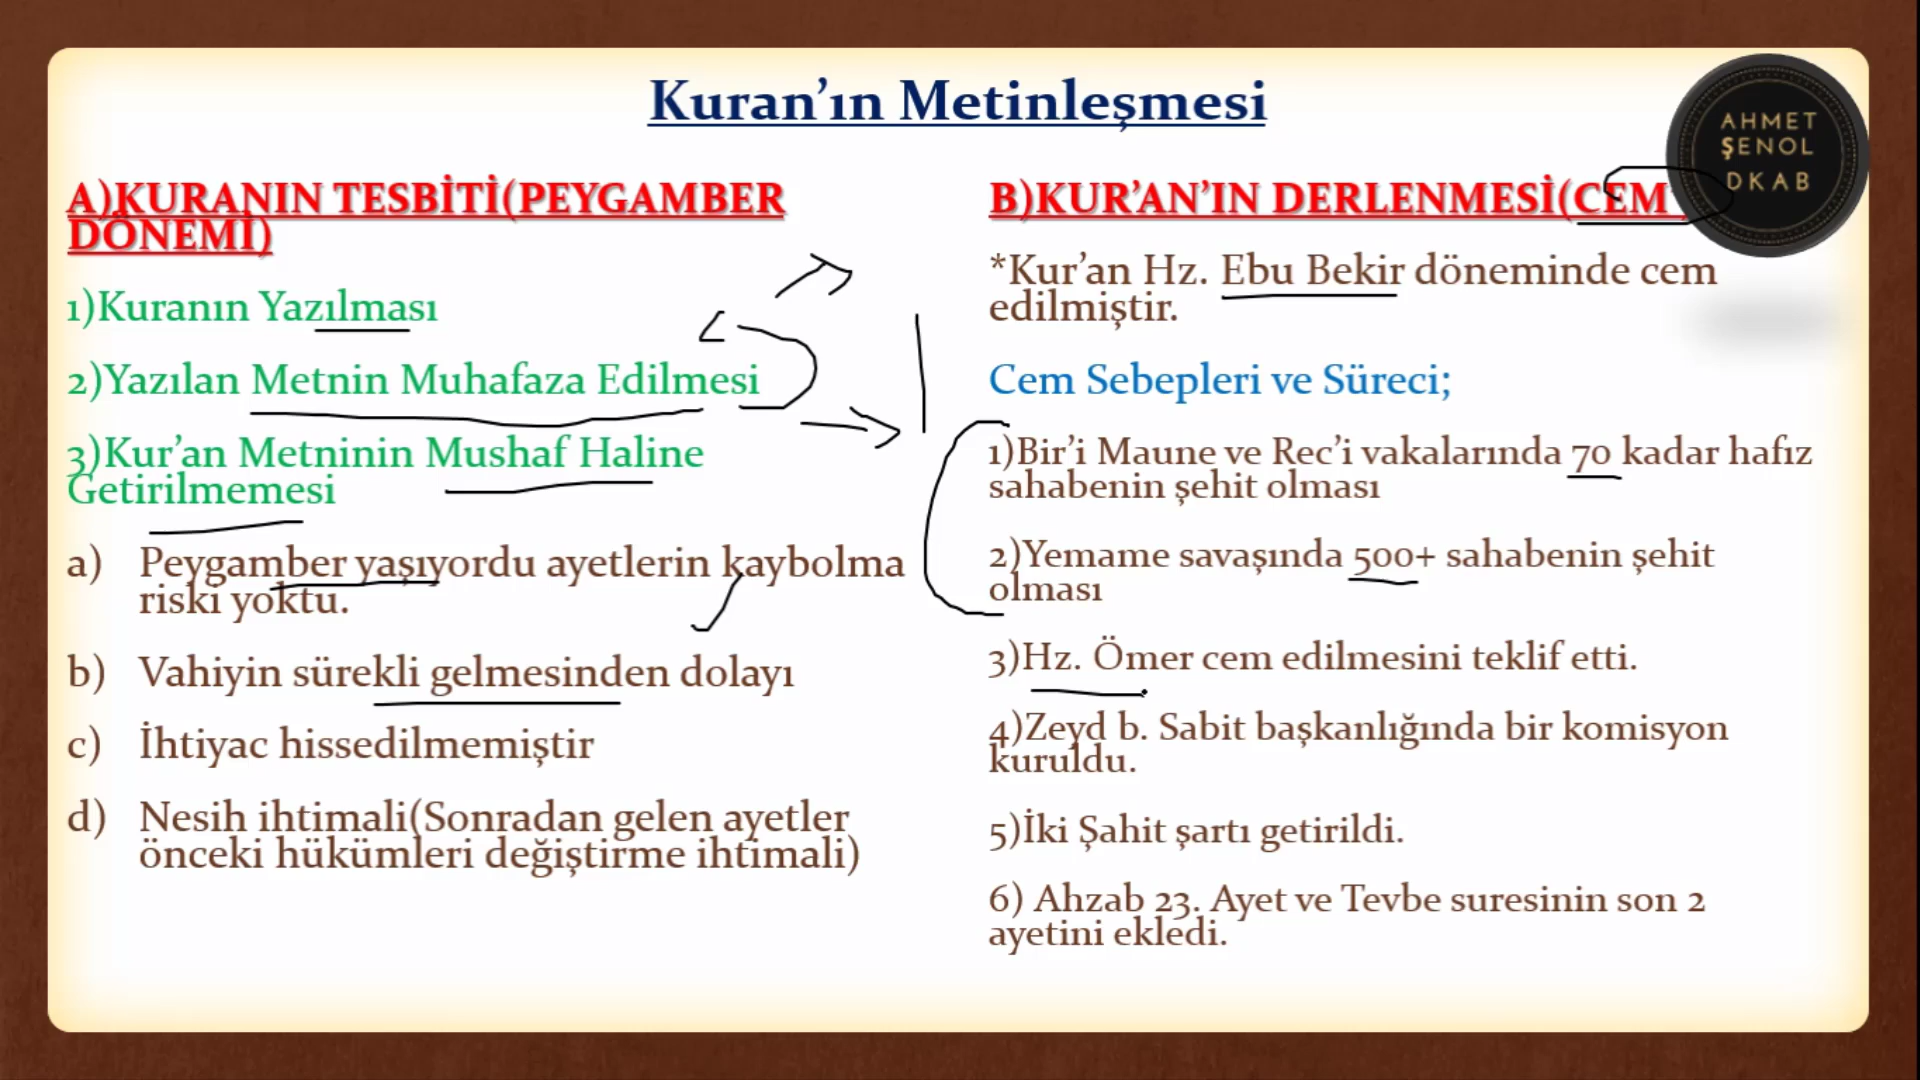 Kuran’ın Metinleşmesi
A)KURANIN TESBİTİ(PEYGAMBER
DÖNEMİ)
1)Kuranın Yazılması
2)Yazılan Metnin Muhafaza Edilmesi
3)Kur’an Metninin Mushaf Haline
Getirilmemesi
a) Peygamber yaşıyordu ayetlerin kaybolma
riski yoktu.
b) Vahiyin sürekli gelmesinden dolayı
c) İhtiyac hissedilmemiştir
d) Nesih ihtimali(Sonradan gelen ayetler
önceki hükümleri değiştirme ihtimali)
B)KUR’AN’IN DERLENMESİ(CEM
*Kur’an Hz. Ebu Bekir döneminde cem
edilmiştir.
Cem Sebepleri ve Süreci;
1)Bir’i Maune ve Rec’i vakalarında 70 kadar hafız
sahabenin şehit olması
2)Yemame savaşında 500+ sahabenin şehit
olması
3)Hz. Ömer cem edilmesini teklif etti.
4)Zeyd b. Sabit başkanlığında bir komisyon
kuruldu.
5)İki Şahit şartı getirildi.
6) Ahzab 23. Ayet ve Tevbe suresinin son 2
ayetini ekledi.
AHMET
ŞENOL
DKAB